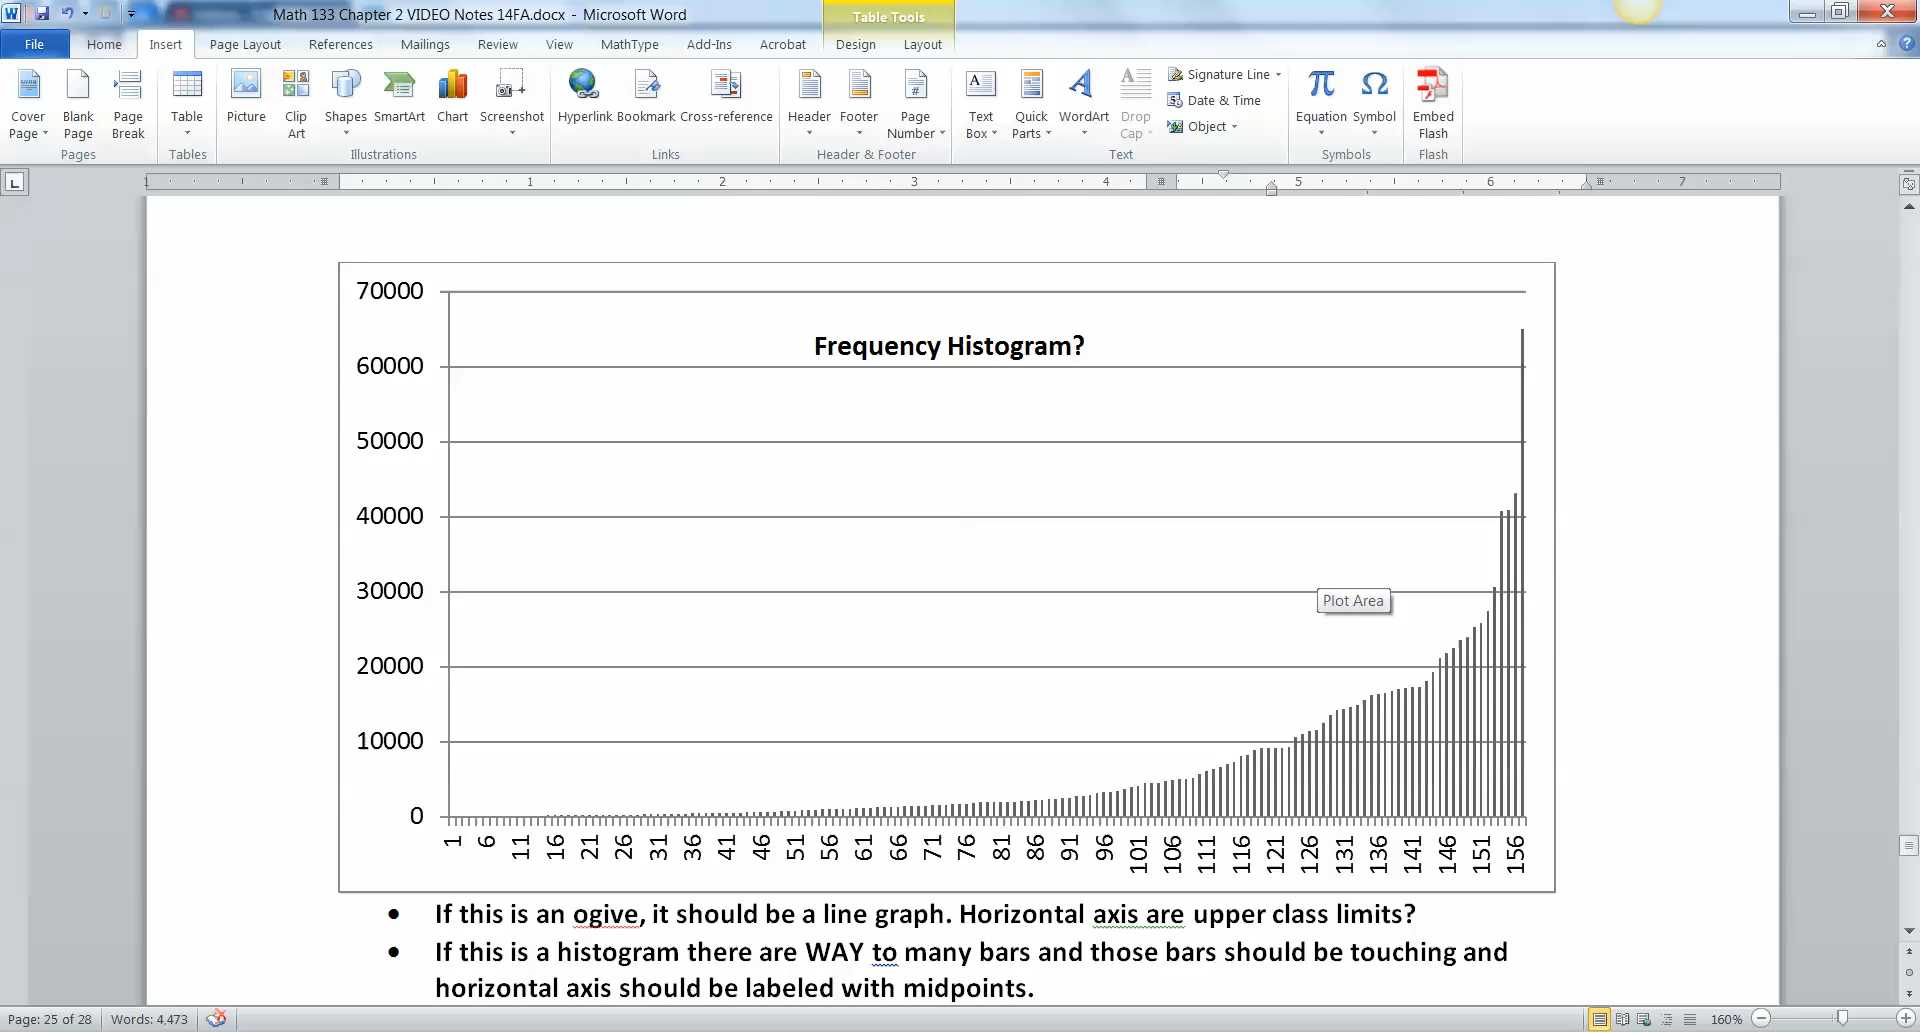 Math 133 Chapter 2 VIDEO Notes 14FA.docx - Microsoft Word
Table Tools
File Home Insert Page Layout References Mailings Review View MathType Add-Ins Acrobat Design Layout
Cover Page
Blank Page
Page Break
Table
Picture
Clip Art
Shapes
SmartArt
Chart
Screenshot
Hyperlink
Bookmark
Cross-reference
Header
Footer
Page Number
Text Box
Quick Parts
WordArt
Drop Cap
Signature Line
Date & Time
Object
Equation
Symbol
Embed Flash
Pages Tables Illustrations Links Header & Footer Text Symbols Flash
1 1 2 3 4 5 6 7
70000
Frequency Histogram?
60000
50000
40000
30000
Plot Area
20000
10000
0
1 6 11 16 21 26 31 36 41 46 51 56 61 66 71 76 81 86 91 96 101 106 111 116 121 126 131 136 141 146 151 156
• If this is an ogive, it should be a line graph. Horizontal axis are upper class limits?
• If this is a histogram there are WAY to many bars and those bars should be touching and
horizontal axis should be labeled with midpoints.
Page: 25 of 28 Words: 4,473 160%